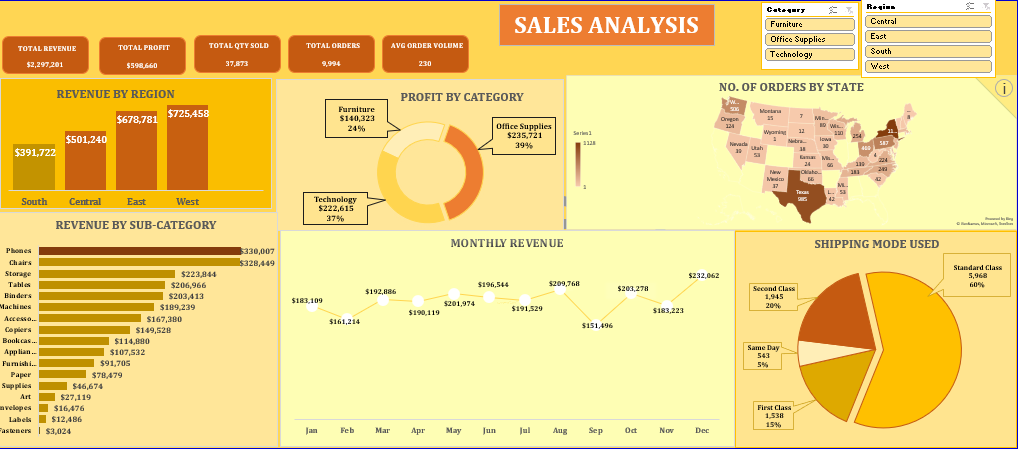 SALES ANALYSIS
Category
Furniture
Office Supplies
Technology
Region
Central
East
South
West
TOTAL REVENUE
$2,297,201
TOTAL PROFIT
$598,660
TOTAL QTY SOLD
37,873
TOTAL ORDERS
9,994
AVG ORDER VOLUME
230
REVENUE BY REGION
$391,722
$501,240
$678,781
$725,458
South Central East West
PROFIT BY CATEGORY
Furniture
$140,323
24%
Office Supplies
$235,721
39%
Technology
$222,615
37%
NO. OF ORDERS BY STATE
Series1
1
Oregon
124
Montana
15
7
Wyoming
1
12
Nevada
39
Utah
53
Nebra...
38
Iowa
30
Kansas
24
New
Mexico
37
Oklaho...
66
Texas
985
Min...
89
Wis...
110
Mis...
66
L...
42
Mi...
53
254
587
4
224
139
183
249
42
11...
8
Powered by Bing
© GeoNames, Microsoft, TomTom
REVENUE BY SUB-CATEGORY
Phones $330,007
Chairs $328,449
Storage $223,844
Tables $206,966
Binders $203,413
Machines $189,239
Accesso... $167,380
Copiers $149,528
Bookcas... $114,880
Applian... $107,532
Furnishi... $91,705
Paper $78,479
Supplies $46,674
Art $27,119
nvelopes $16,476
Labels $12,486
Fasteners $3,024
MONTHLY REVENUE
$183,109
$161,214
$192,886
$190,119
$201,974
$196,544
$191,529
$209,768
$151,496
$203,278
$183,223
$232,062
Jan Feb Mar Apr May Jun Jul Aug Sep Oct Nov Dec
SHIPPING MODE USED
Standard Class
5,968
60%
Second Class
1,945
20%
Same Day
543
5%
First Class
1,538
15%